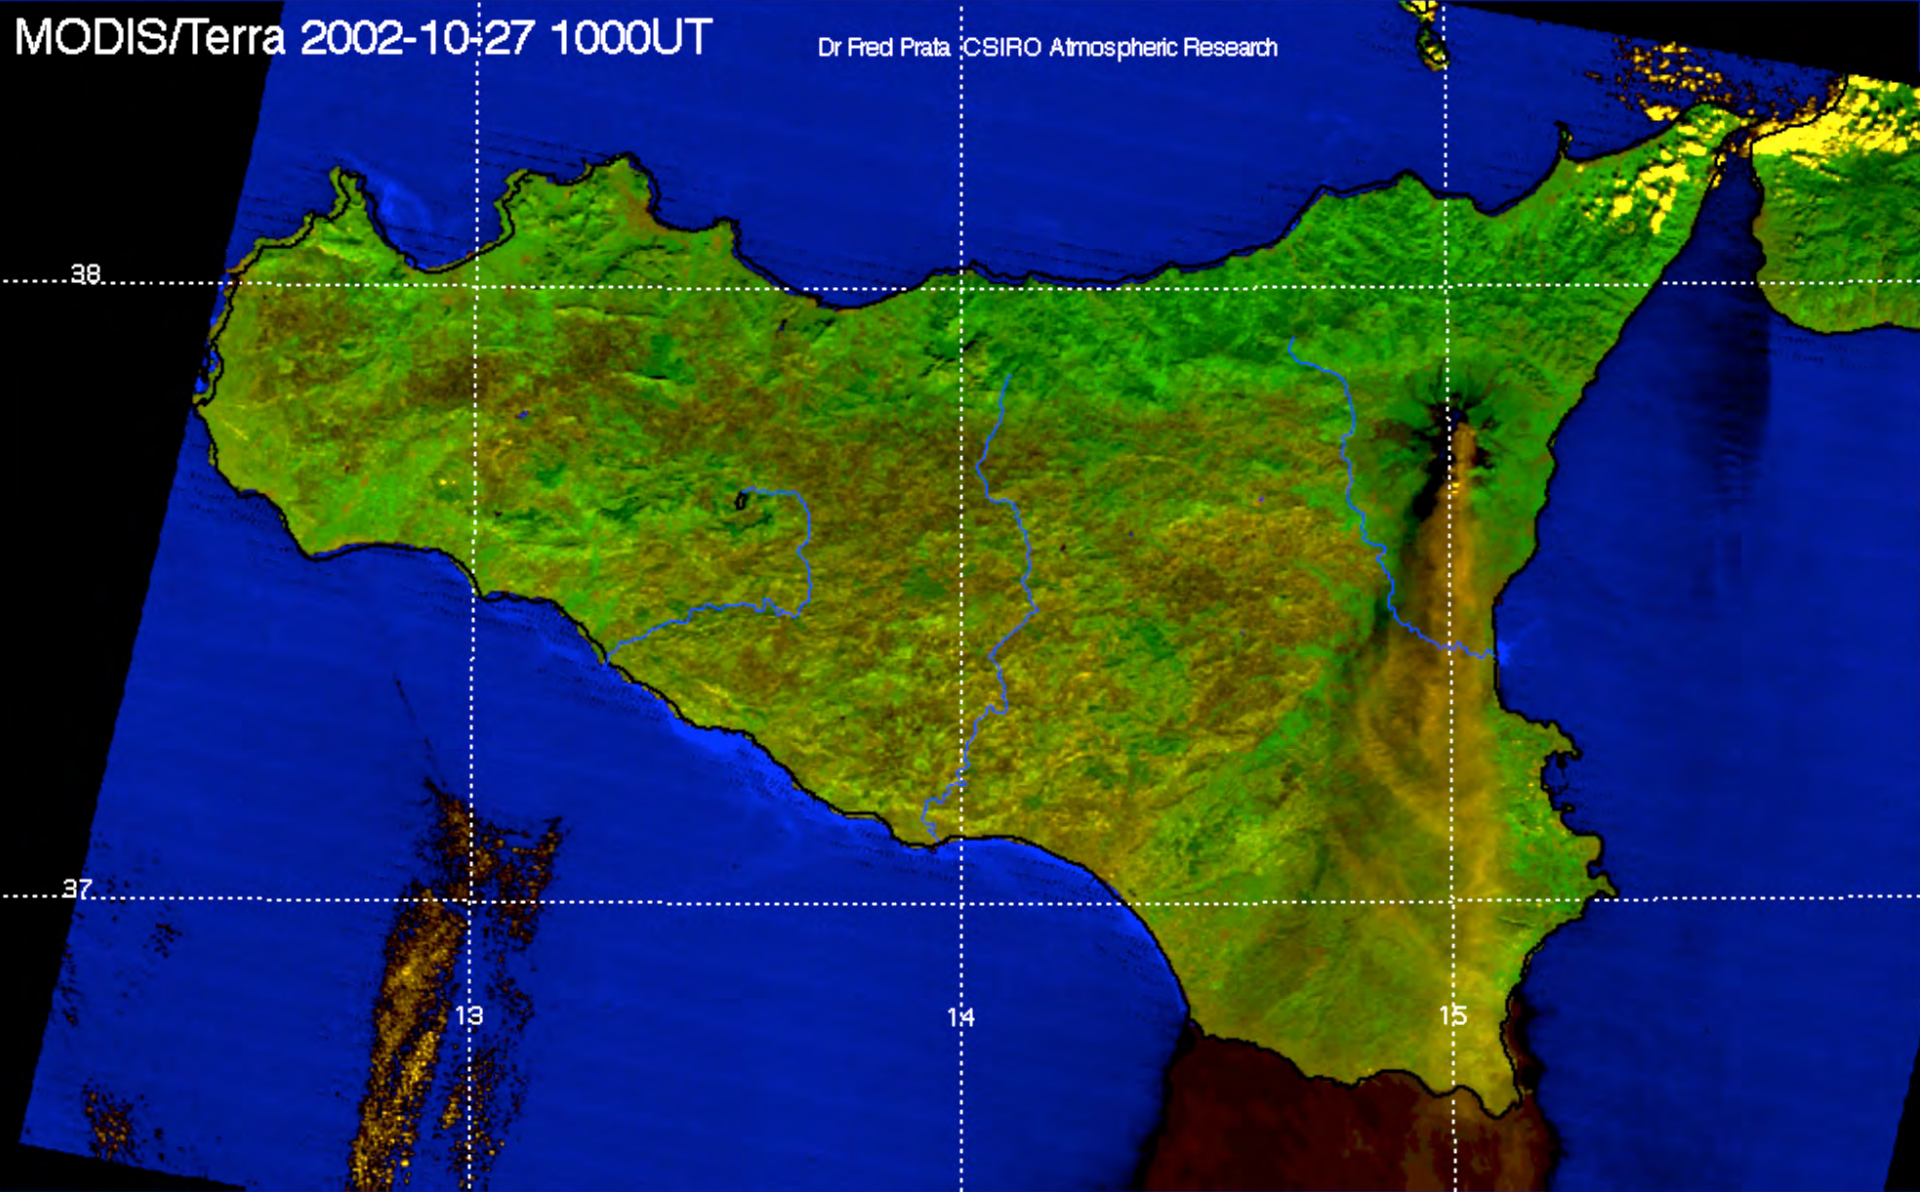 MODIS/Terra 2002-10-27 1000UT
Dr Fred Prata CSIRO Atmospheric Research
38
37
13
14
15